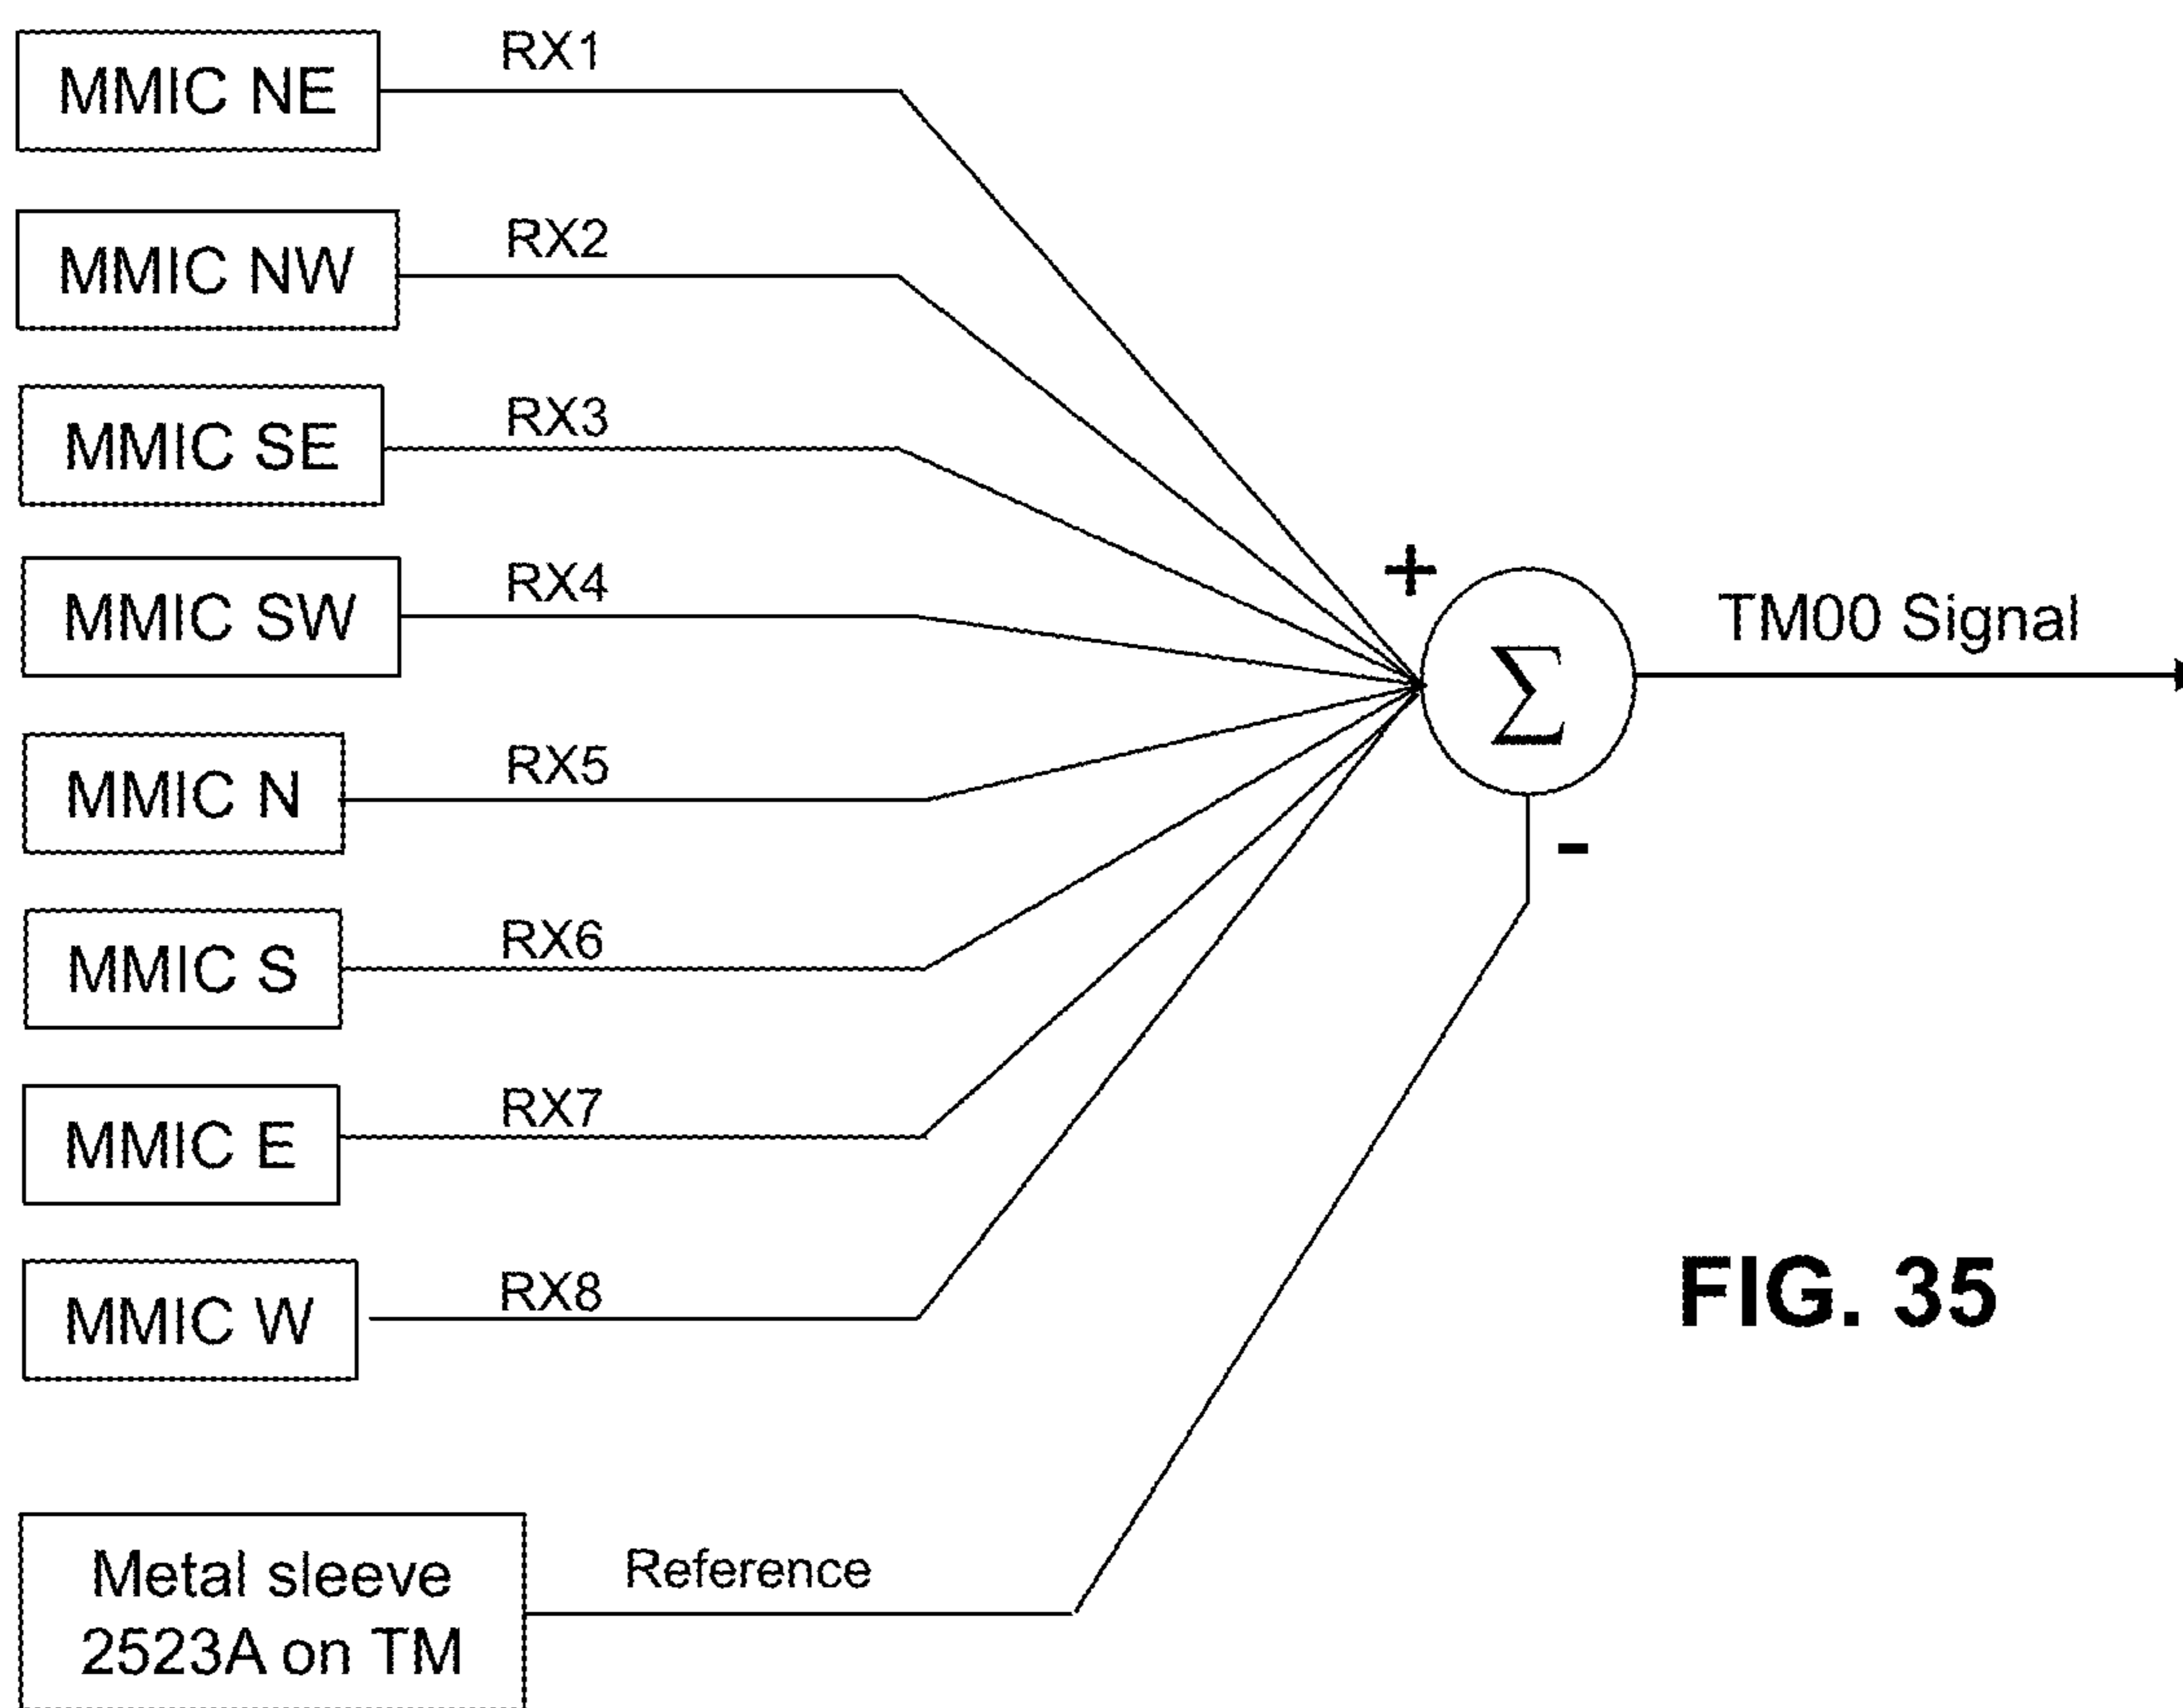 MMIC NE
RX1
MMIC NW
RX2
MMIC SE
RX3
MMIC SW
RX4
+
Σ
TM00 Signal
MMIC N
RX5
-
MMIC S
RX6
MMIC E
RX7
MMIC W
RX8
FIG. 35
Metal sleeve
2523A on TM
Reference